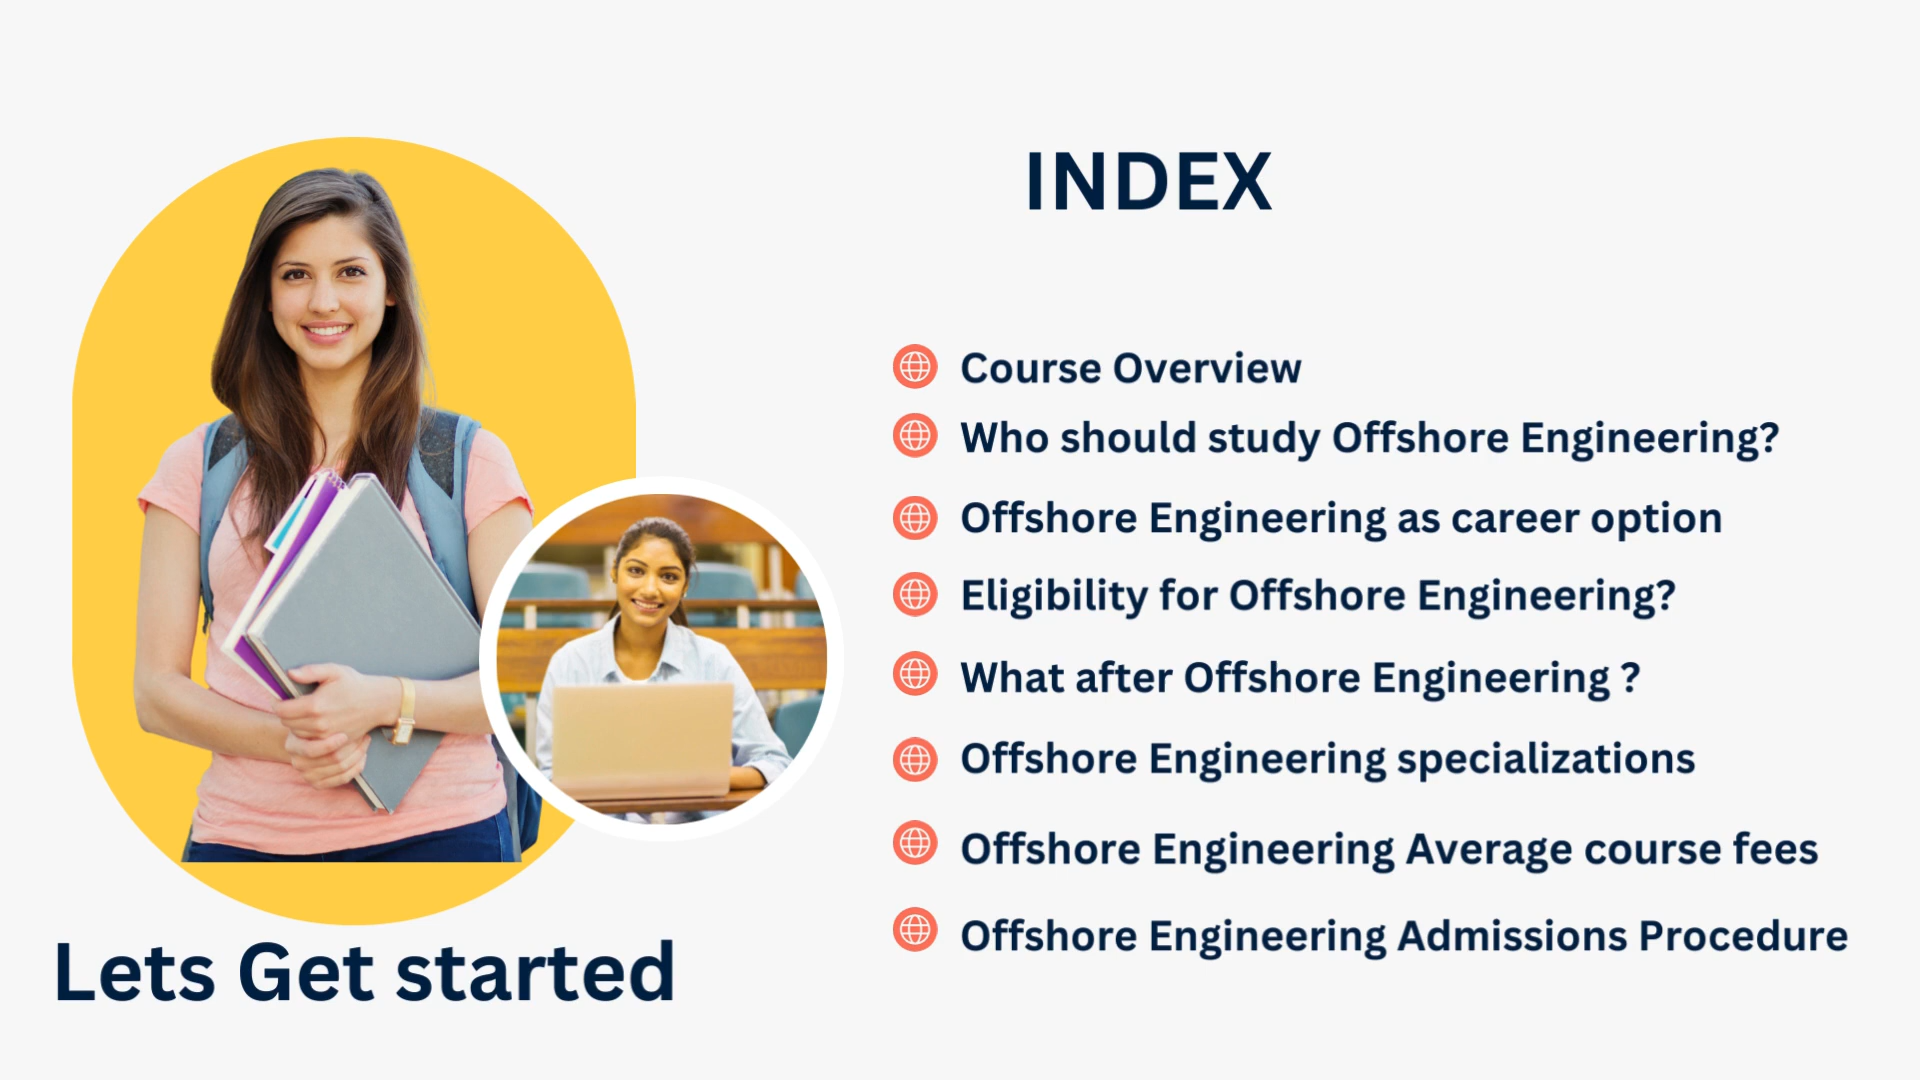 INDEX
Course Overview
Who should study Offshore Engineering?
Offshore Engineering as career option
Eligibility for Offshore Engineering?
What after Offshore Engineering ?
Offshore Engineering specializations
Offshore Engineering Average course fees
Offshore Engineering Admissions Procedure
Lets Get started